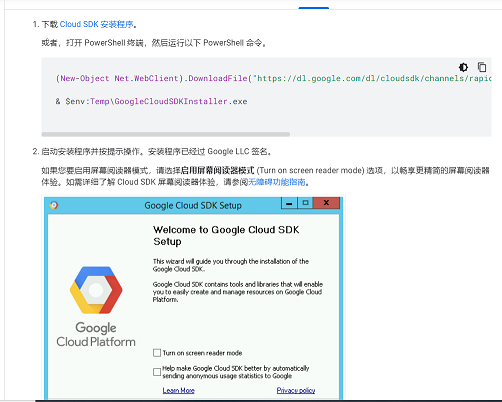 1. 下载 Cloud SDK 安装程序。
或者，打开 PowerShell 终端，然后运行以下 PowerShell 命令。
(New-Object Net.WebClient).DownloadFile("https://dl.google.com/dl/cloudsdk/channels/rapid
& $env:Temp\GoogleCloudSDKInstaller.exe
2. 启动安装程序并按提示操作。安装程序已经过 Google LLC 签名。
如果您要启用屏幕阅读器模式，请选择启用屏幕阅读器模式 (Turn on screen reader mode) 选项，以畅享更精简的屏幕阅读器
体验。如需详细了解 Cloud SDK 屏幕阅读器体验，请参阅无障碍功能指南。
Google Cloud SDK Setup
Welcome to Google Cloud SDK
Setup
This wizard will guide you through the installation of the
Google Cloud SDK.
Google Cloud SDK contains tools and libraries that will enable
you to easily create and manage resources on Google Cloud
Platform.
Google
Cloud Platform
Turn on screen reader mode
Help make Google Cloud SDK better by automatically
sending anonymous usage statistics to Google
Learn More Privacy policy